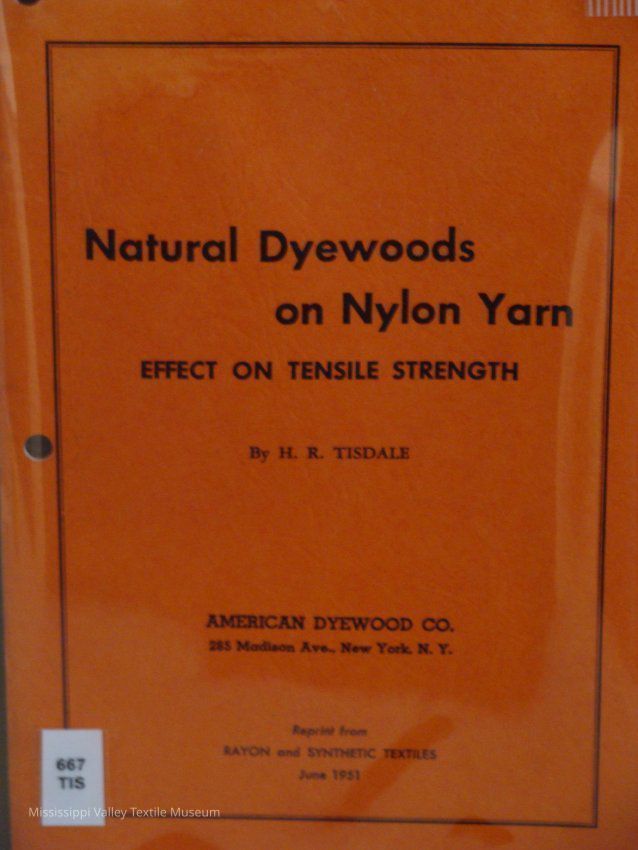 Natural Dyewoods
on Nylon Yarn
EFFECT ON TENSILE STRENGTH
By H. R. TISDALE
AMERICAN DYEWOOD CO.
285 Madison Ave., New York, N. Y.
Reprint from
RAYON and SYNTHETIC TEXTILES
June 1951
667
TIS
Mississippi Valley Textile Museum